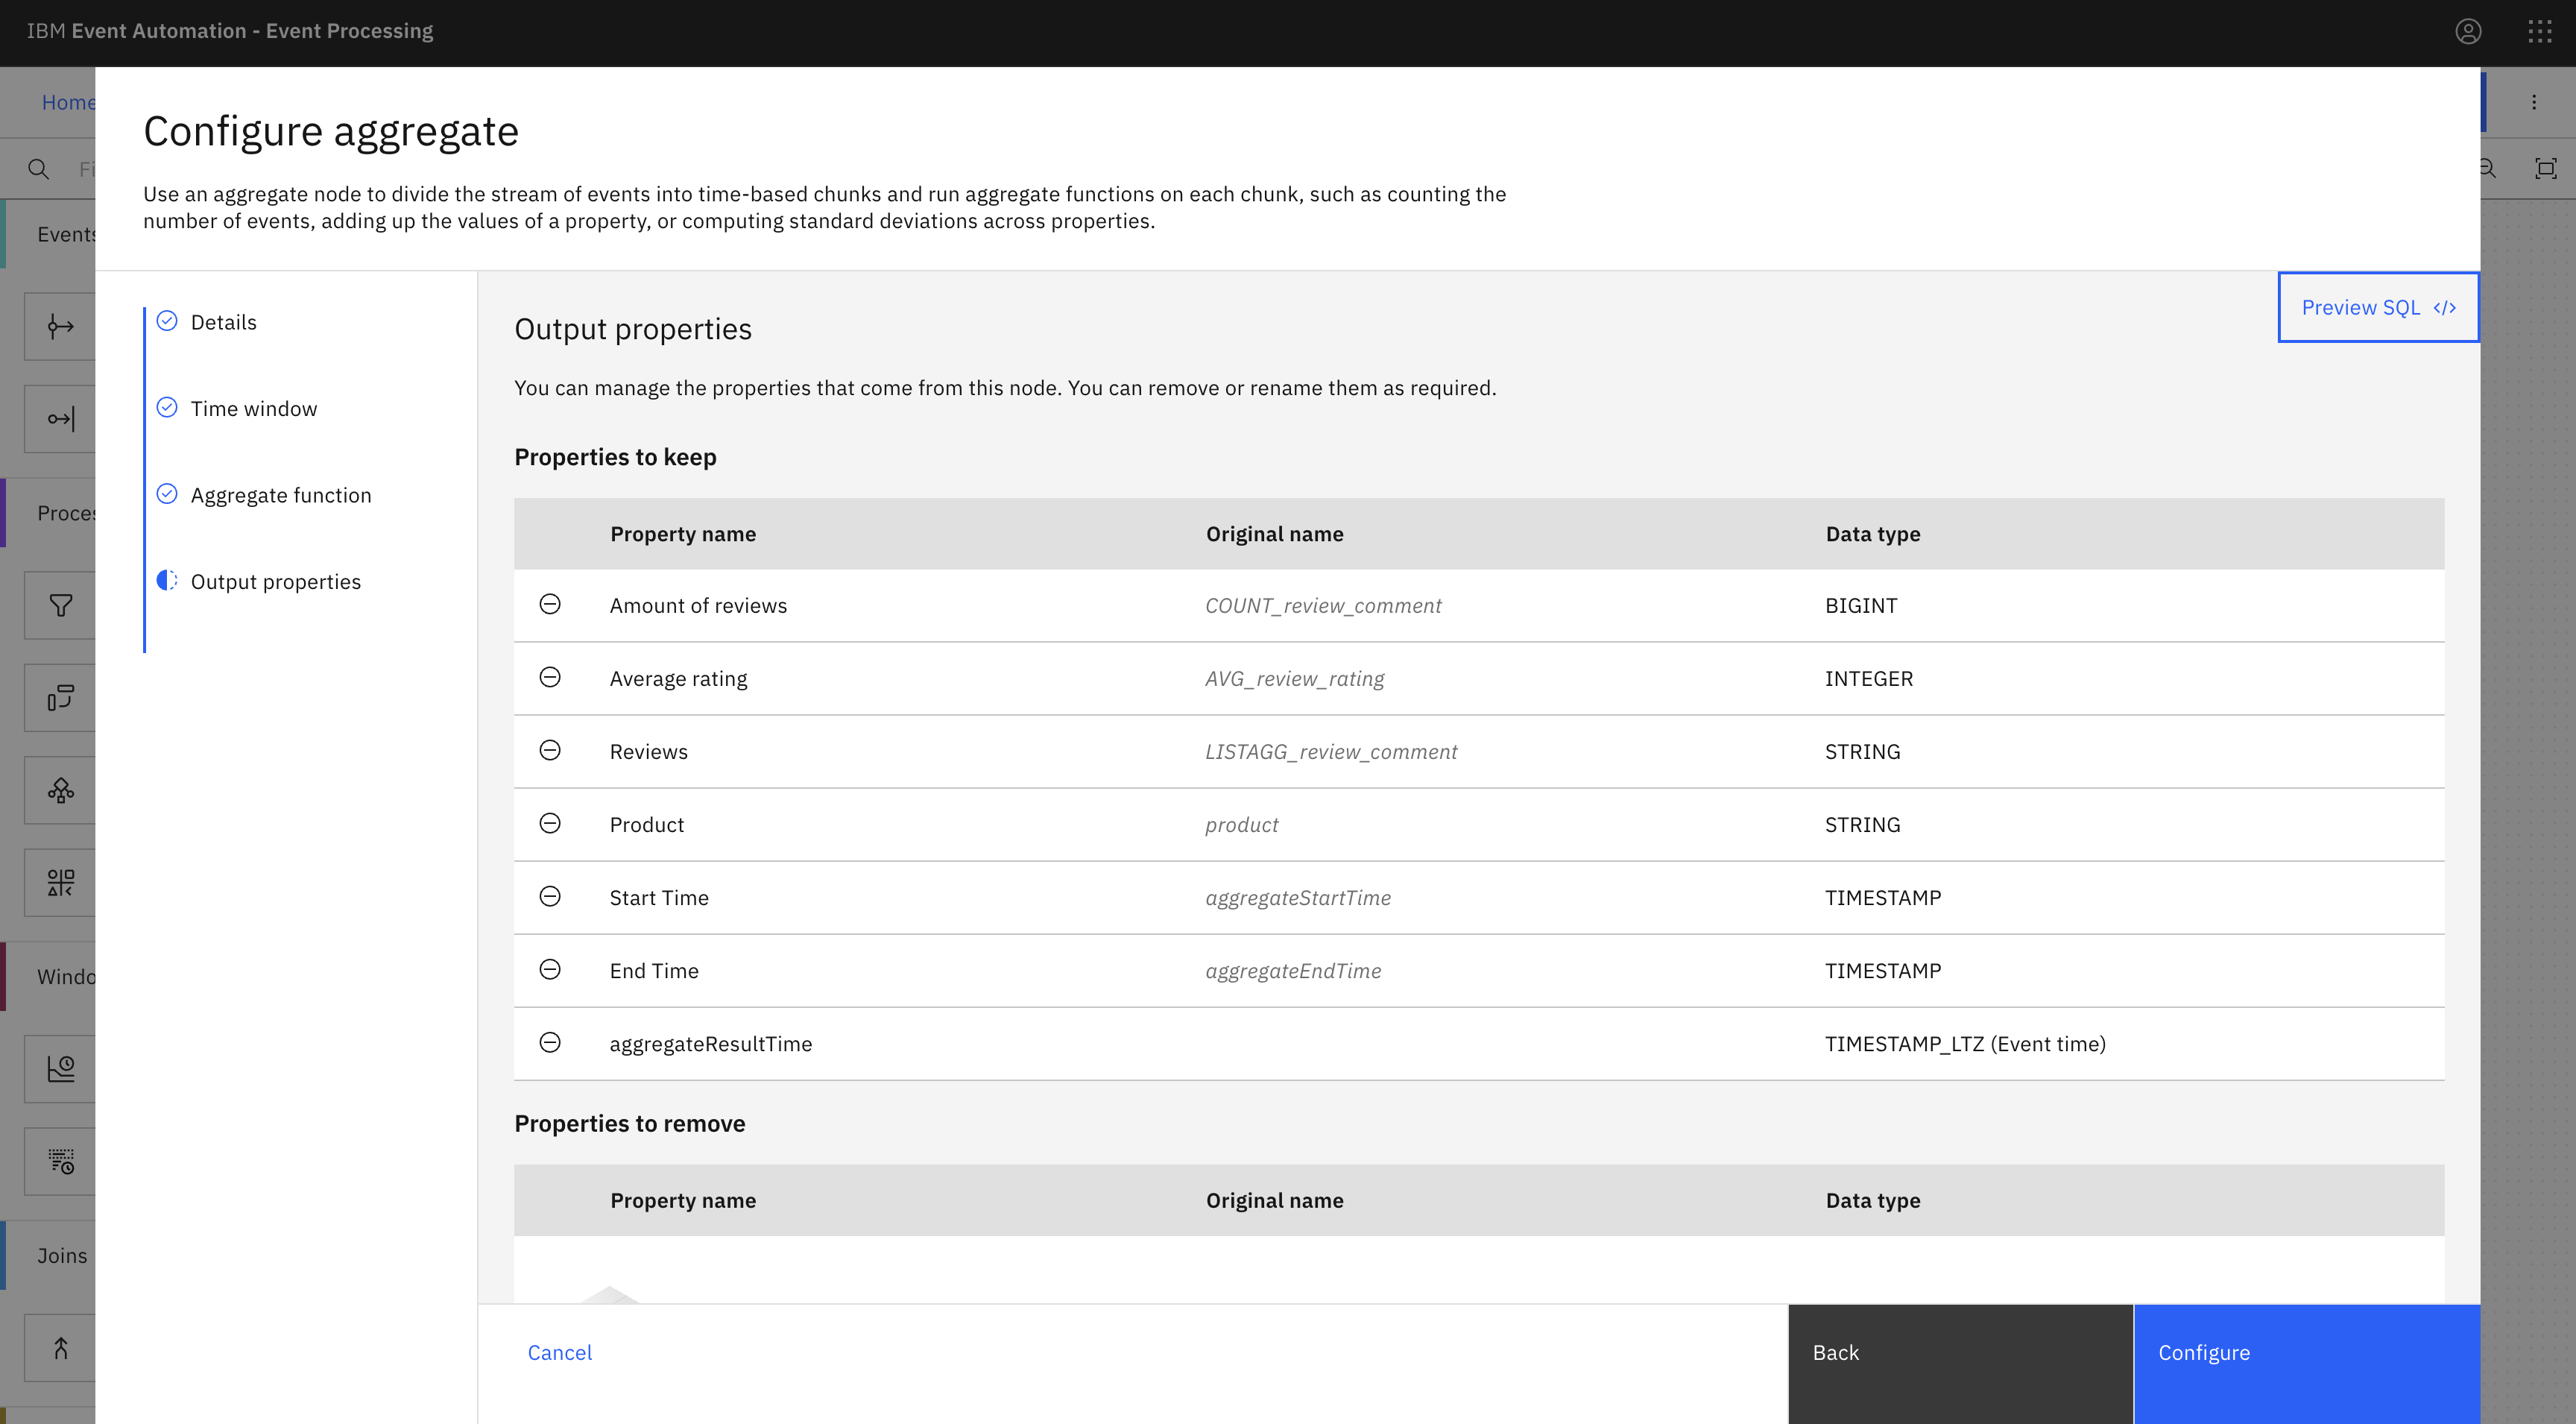 IBM Event Automation - Event Processing
Home
Configure aggregate
Use an aggregate node to divide the stream of events into time-based chunks and run aggregate functions on each chunk, such as counting the
number of events, adding up the values of a property, or computing standard deviations across properties.
Events
Proces
Windo
Joins
Details
Time window
Aggregate function
Output properties
Preview SQL </>
Output properties
You can manage the properties that come from this node. You can remove or rename them as required.
Properties to keep
Property name Original name Data type
Amount of reviews COUNT_review_comment BIGINT
Average rating AVG_review_rating INTEGER
Reviews LISTAGG_review_comment STRING
Product product STRING
Start Time aggregateStartTime TIMESTAMP
End Time aggregateEndTime TIMESTAMP
aggregateResultTime TIMESTAMP_LTZ (Event time)
Properties to remove
Property name Original name Data type
Cancel
Back
Configure